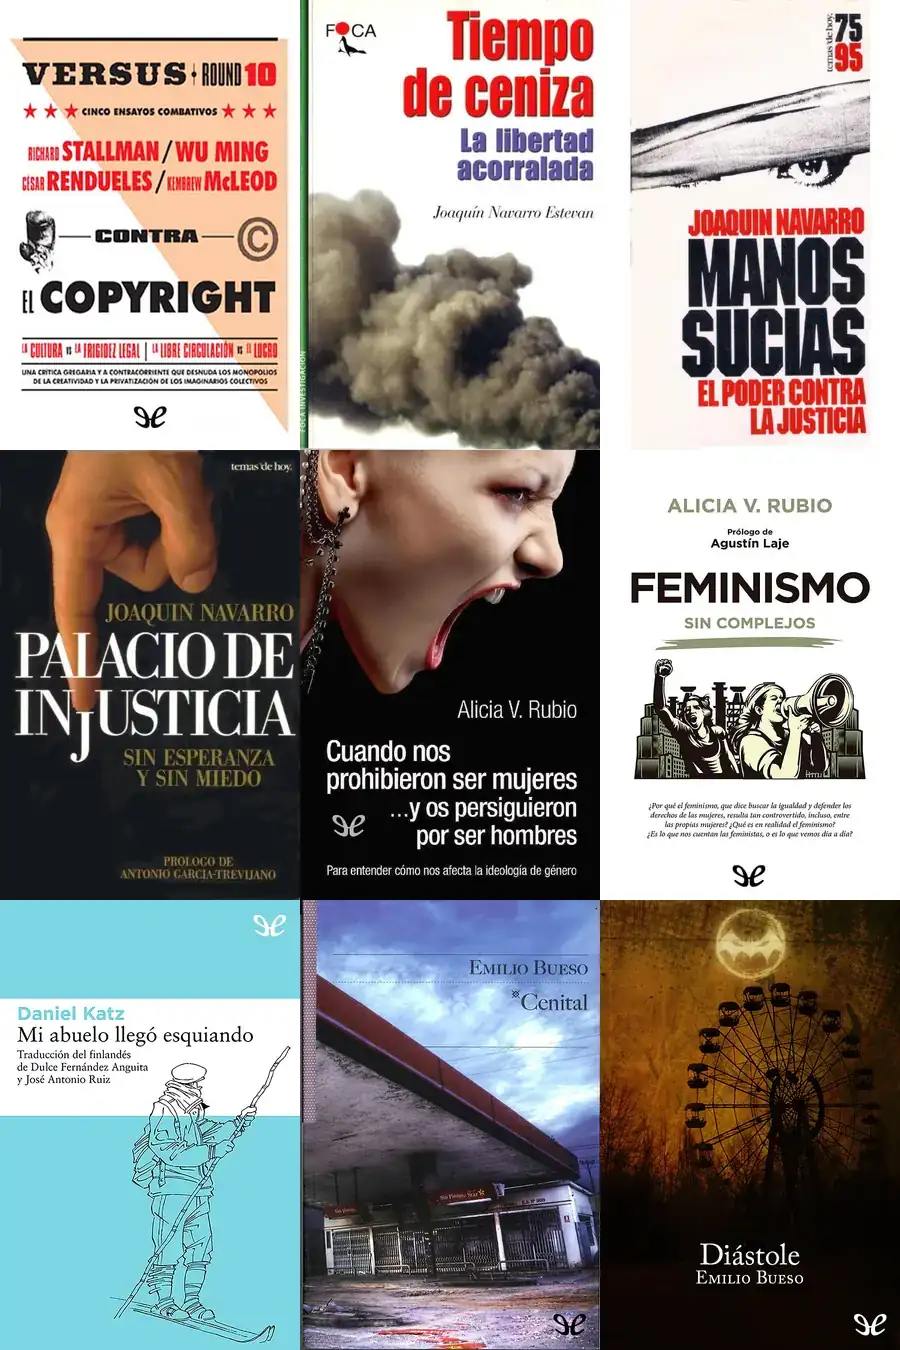 VERSUS ROUND 10
★ ★ ★ CINCO ENSAYOS COMBATIVOS ★ ★ ★
RICHARD STALLMAN / WU MING
CÉSAR RENDUELES / KEMBREW McLEOD
CONTRA ©
EL COPYRIGHT
LA CULTURA VS LA FRIGIDEZ LEGAL | LA LIBRE CIRCULACIÓN VS EL LUCRO
UNA CRÍTICA GREGARIA Y A CONTRACORRIENTE QUE DESNUDA LOS MONOPOLIOS
DE LA CREATIVIDAD Y LA PRIVATIZACIÓN DE LOS IMAGINARIOS COLECTIVOS
FOCA
Tiempo
de ceniza
La libertad
acorralada
Joaquín Navarro Estevan
FOCA INVESTIGACIÓN
temas de hoy.
75
95
JOAQUIN NAVARRO
MANOS
SUCIAS
EL PODER CONTRA
LA JUSTICIA
temas de hoy.
JOAQUIN NAVARRO
PALACIO DE
INJUSTICIA
SIN ESPERANZA
Y SIN MIEDO
PROLOGO DE
ANTONIO GARCIA-TREVIJANO
Alicia V. Rubio
Cuando nos
prohibieron ser mujeres
...y os persiguieron
por ser hombres
Para entender cómo nos afecta la ideología de género
ALICIA V. RUBIO
Prólogo de
Agustín Laje
FEMINISMO
SIN COMPLEJOS
¿Por qué el feminismo, que dice buscar la igualdad y defender los
derechos de las mujeres, resulta tan controvertido, incluso, entre
las propias mujeres? ¿Qué es en realidad el feminismo?
¿Es lo que nos cuentan las feministas, o es lo que vemos día a día?
Daniel Katz
Mi abuelo llegó esquiando
Traducción del finlandés
de Dulce Fernández Anguita
y José Antonio Ruiz
EMILIO BUESO
Cenital
Diástole
EMILIO BUESO